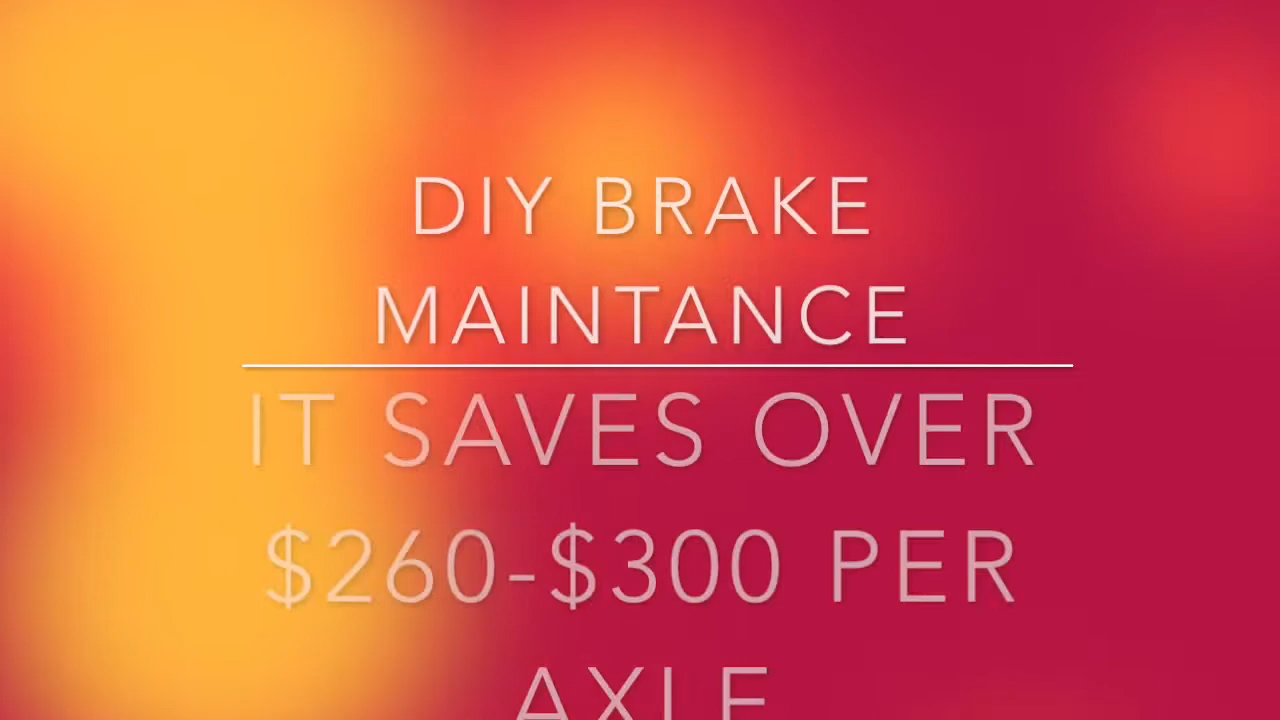 DIY BRAKE
MAINTANCE
IT SAVES OVER
$260-$300 PER
AXLE